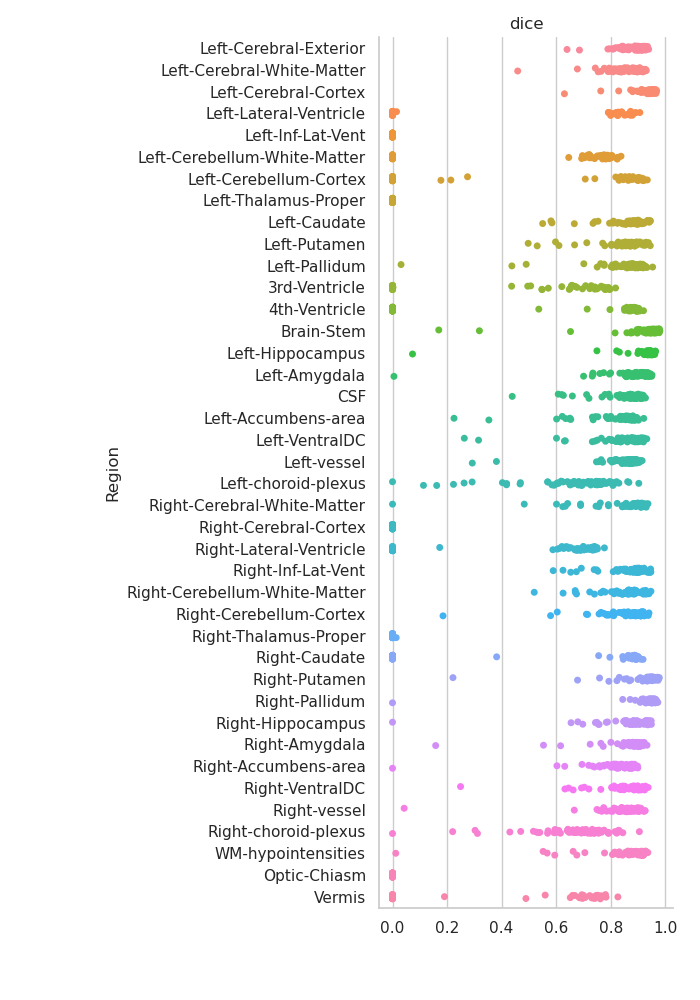 dice
Left-Cerebral-Exterior
Left-Cerebral-White-Matter
Left-Cerebral-Cortex
Left-Lateral-Ventricle
Left-Inf-Lat-Vent
Left-Cerebellum-White-Matter
Left-Cerebellum-Cortex
Left-Thalamus-Proper
Left-Caudate
Left-Putamen
Left-Pallidum
3rd-Ventricle
4th-Ventricle
Brain-Stem
Left-Hippocampus
Left-Amygdala
CSF
Left-Accumbens-area
Left-VentralDC
Left-vessel
Left-choroid-plexus
Right-Cerebral-White-Matter
Right-Cerebral-Cortex
Right-Lateral-Ventricle
Right-Inf-Lat-Vent
Right-Cerebellum-White-Matter
Right-Cerebellum-Cortex
Right-Thalamus-Proper
Right-Caudate
Right-Putamen
Right-Pallidum
Right-Hippocampus
Right-Amygdala
Right-Accumbens-area
Right-VentralDC
Right-vessel
Right-choroid-plexus
WM-hypointensities
Optic-Chiasm
Vermis
Region
0.0 0.2 0.4 0.6 0.8 1.0